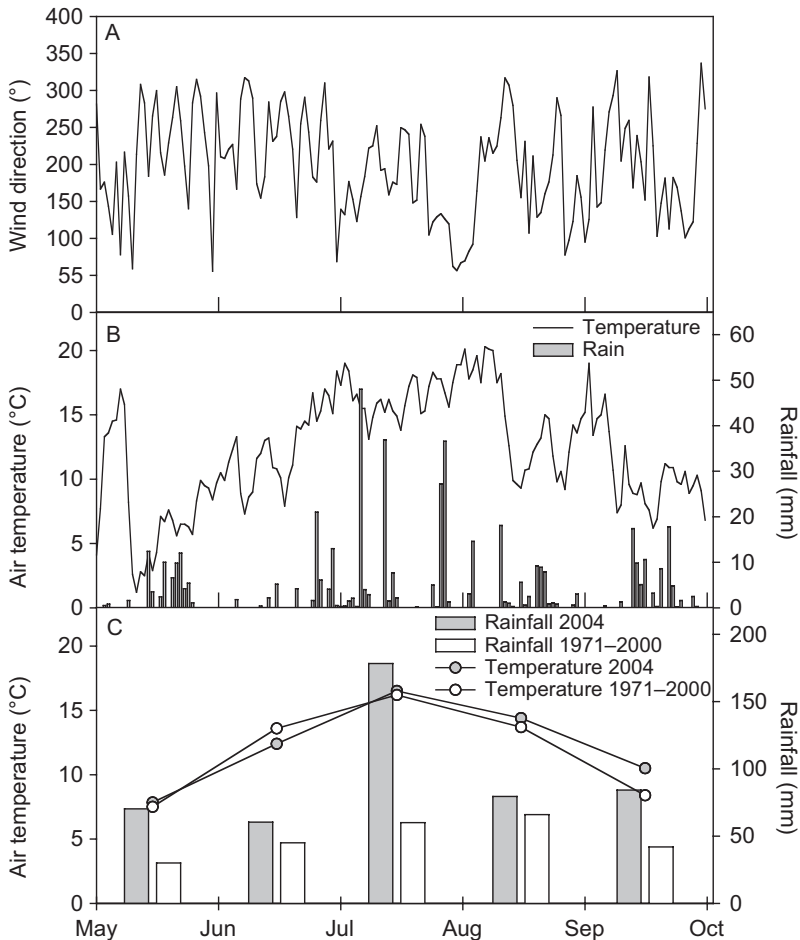 A
400
350
300
250
200
150
100
55
0
Wind direction (°)
B
Temperature
Rain
20
15
10
5
0
Air temperature (°C)
60
50
40
30
20
10
0
Rainfall (mm)
C
Rainfall 2004
Rainfall 1971–2000
Temperature 2004
Temperature 1971–2000
20
15
10
5
0
Air temperature (°C)
200
150
100
50
0
Rainfall (mm)
May Jun Jul Aug Sep Oct